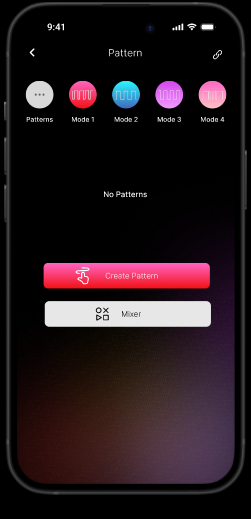 9:41
Pattern
Patterns Mode 1 Mode 2 Mode 3 Mode 4
No Patterns
Create Pattern
Mixer